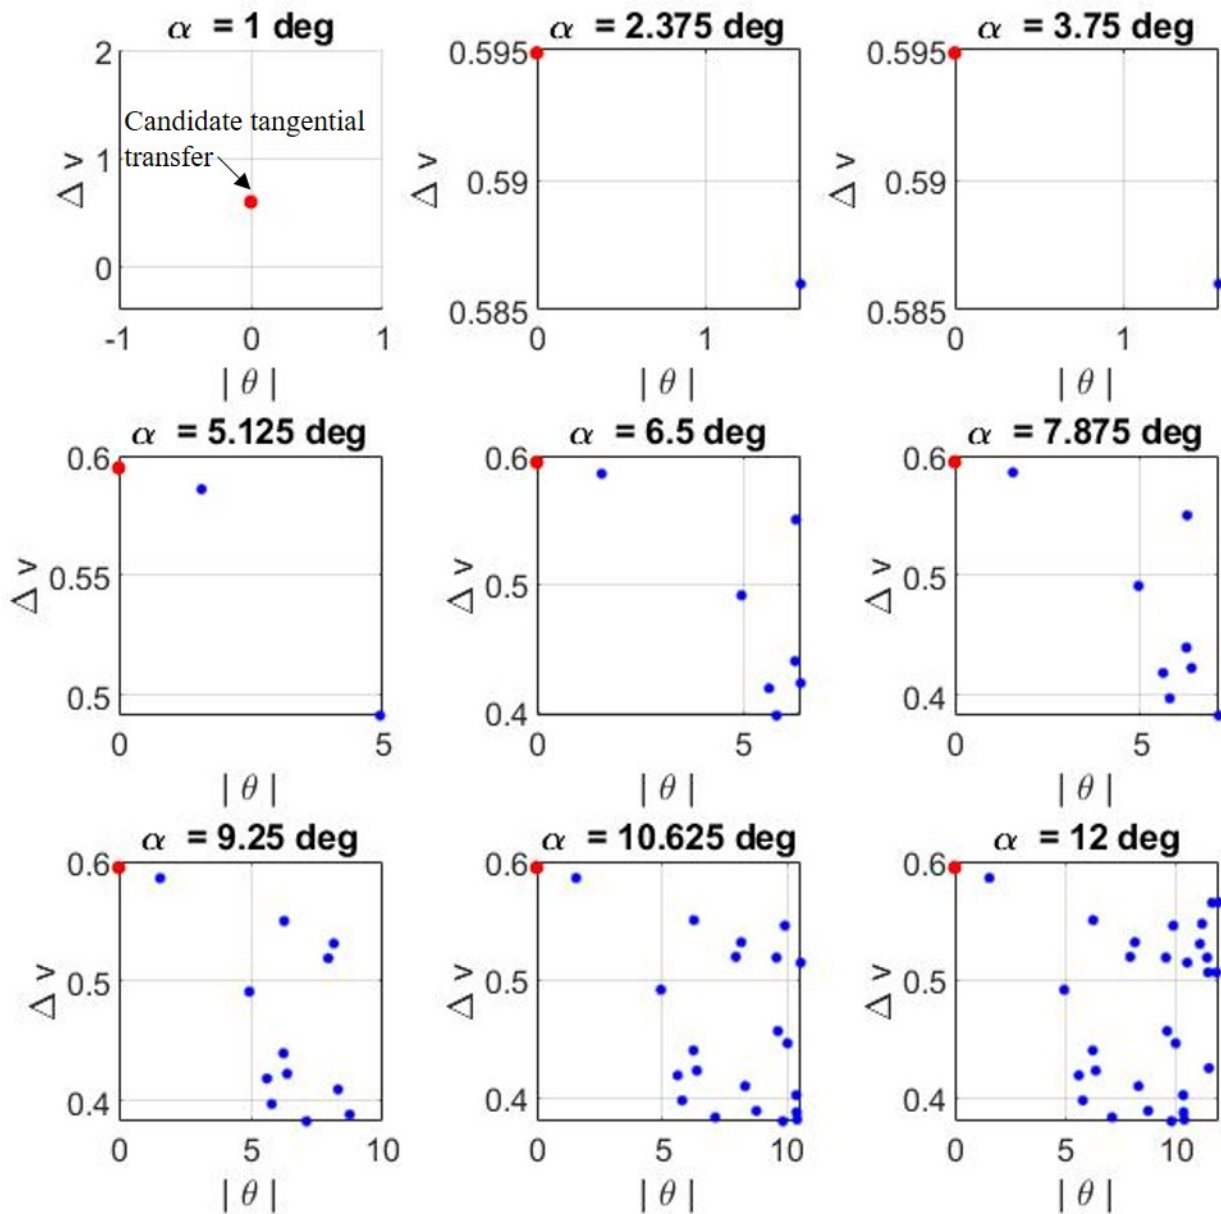 α = 1 deg
2
1
0
Δ v
Candidate tangential
transfer
-1 0 1
| θ |
α = 2.375 deg
0.595
0.59
0.585
Δ v
0 1
| θ |
α = 3.75 deg
0.595
0.59
0.585
Δ v
0 1
| θ |
α = 5.125 deg
0.6
0.55
0.5
Δ v
0 5
| θ |
α = 6.5 deg
0.6
0.5
0.4
Δ v
0 5
| θ |
α = 7.875 deg
0.6
0.5
0.4
Δ v
0 5
| θ |
α = 9.25 deg
0.6
0.5
0.4
Δ v
0 5 10
| θ |
α = 10.625 deg
0.6
0.5
0.4
Δ v
0 5 10
| θ |
α = 12 deg
0.6
0.5
0.4
Δ v
0 5 10
| θ |